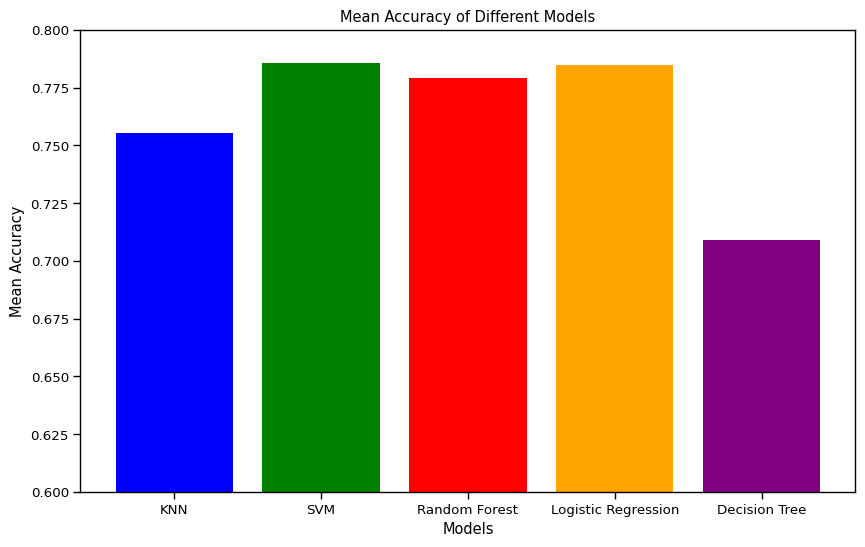 Mean Accuracy of Different Models
Mean Accuracy
0.800
0.775
0.750
0.725
0.700
0.675
0.650
0.625
0.600
KNN SVM Random Forest Logistic Regression Decision Tree
Models